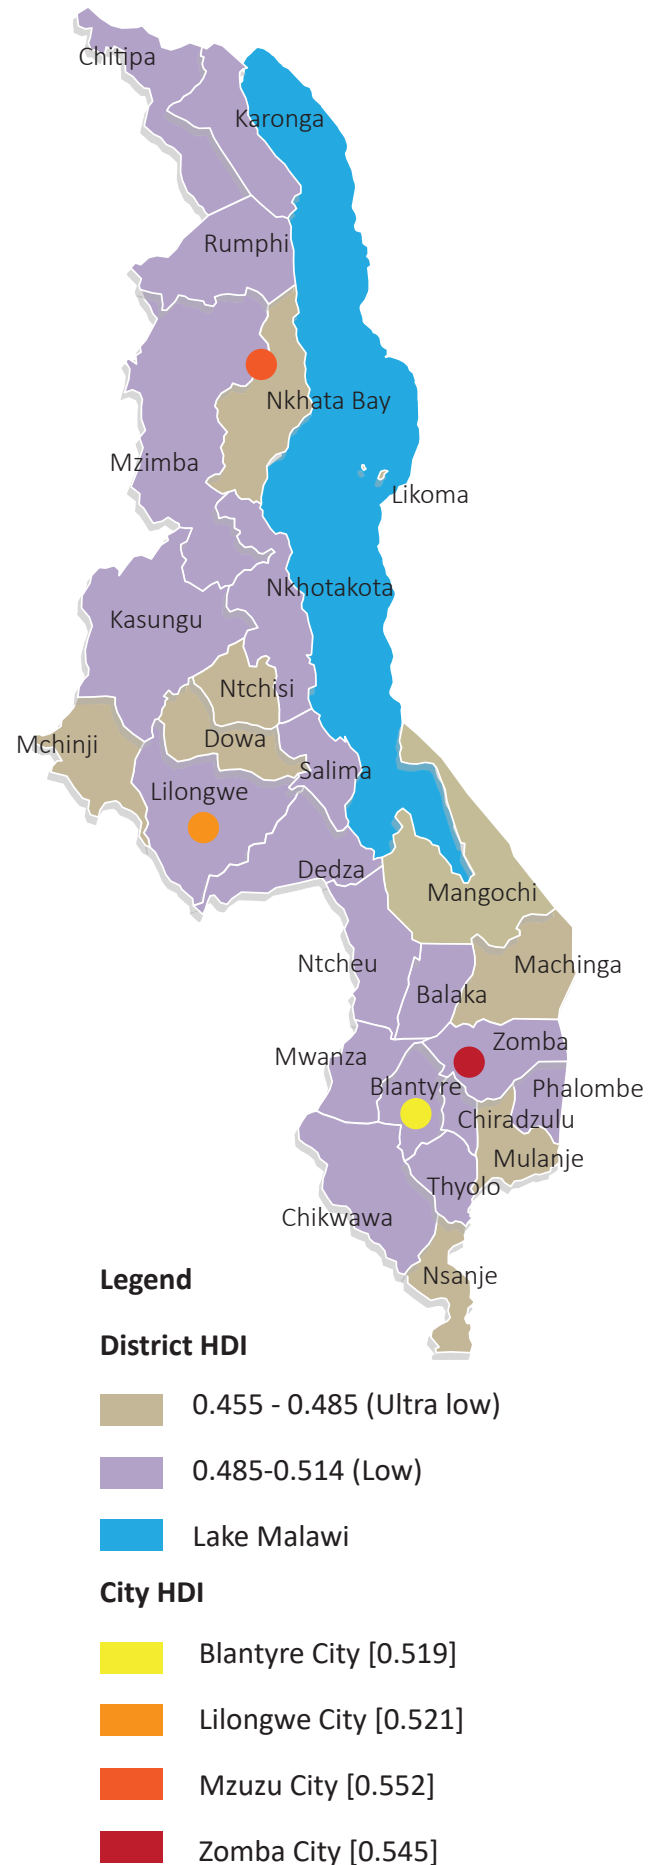 Chitipa
Karonga
Rumphi
Nkhata Bay
Mzimba
Likoma
Nkhotakota
Kasungu
Ntchisi
Dowa
Mchinji
Salima
Lilongwe
Dedza
Mangochi
Ntcheu
Machinga
Balaka
Zomba
Mwanza
Blantyre
Phalombe
Chiradzulu
Mulanje
Thyolo
Chikwawa
Nsanje
Legend
District HDI
0.455 - 0.485 (Ultra low)
0.485-0.514 (Low)
Lake Malawi
City HDI
Blantyre City [0.519]
Lilongwe City [0.521]
Mzuzu City [0.552]
Zomba City [0.545]